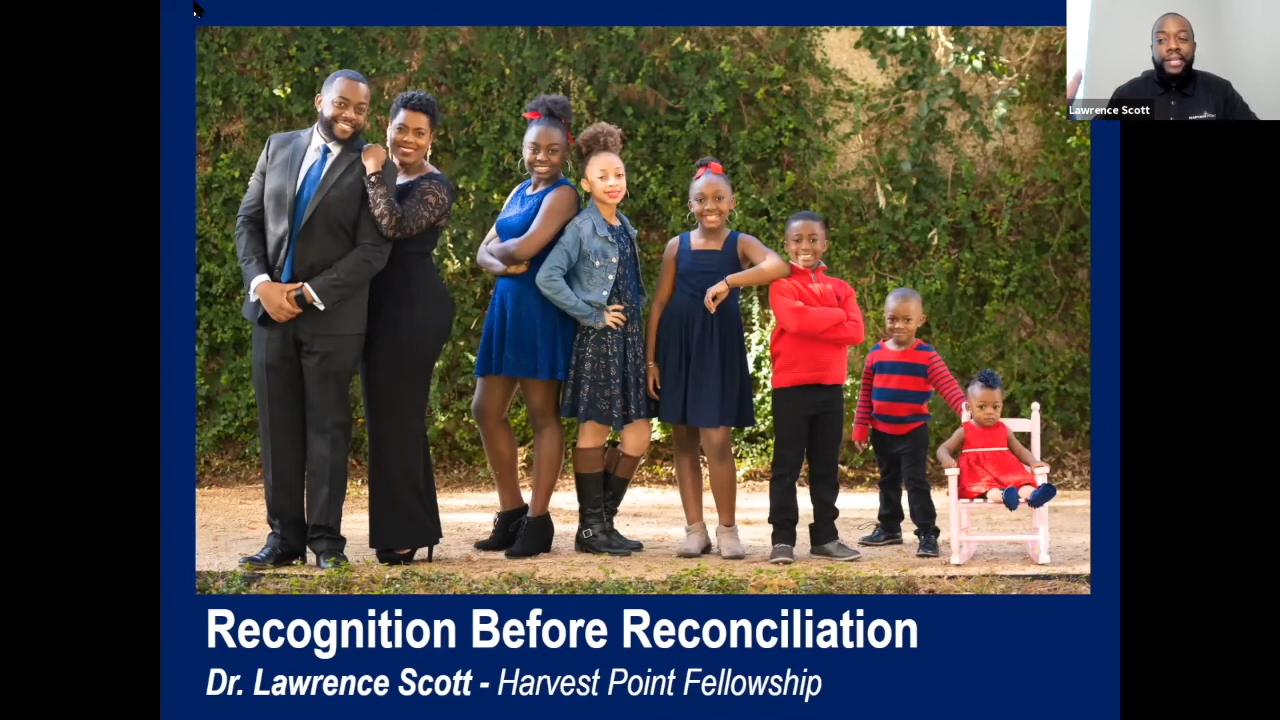 Lawrence Scott
Recognition Before Reconciliation
Dr. Lawrence Scott - Harvest Point Fellowship